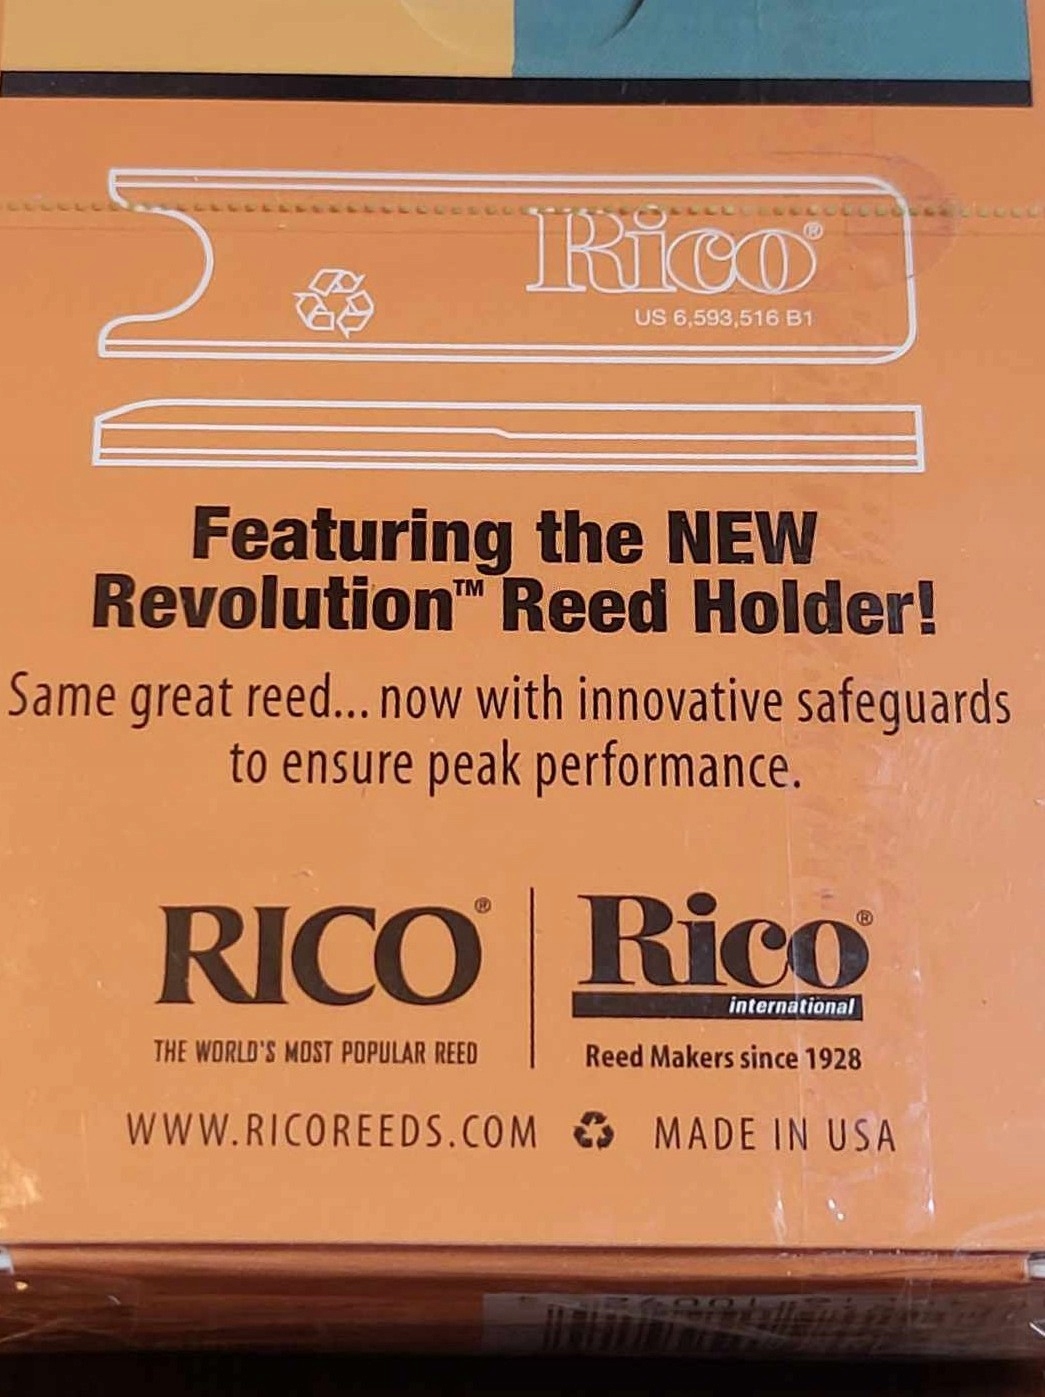 Rico®
US 6,593,516 B1
Featuring the NEW
Revolution™ Reed Holder!
Same great reed... now with innovative safeguards
to ensure peak performance.
RICO®
THE WORLD'S MOST POPULAR REED
Rico®
international
Reed Makers since 1928
WWW.RICOREEDS.COM MADE IN USA